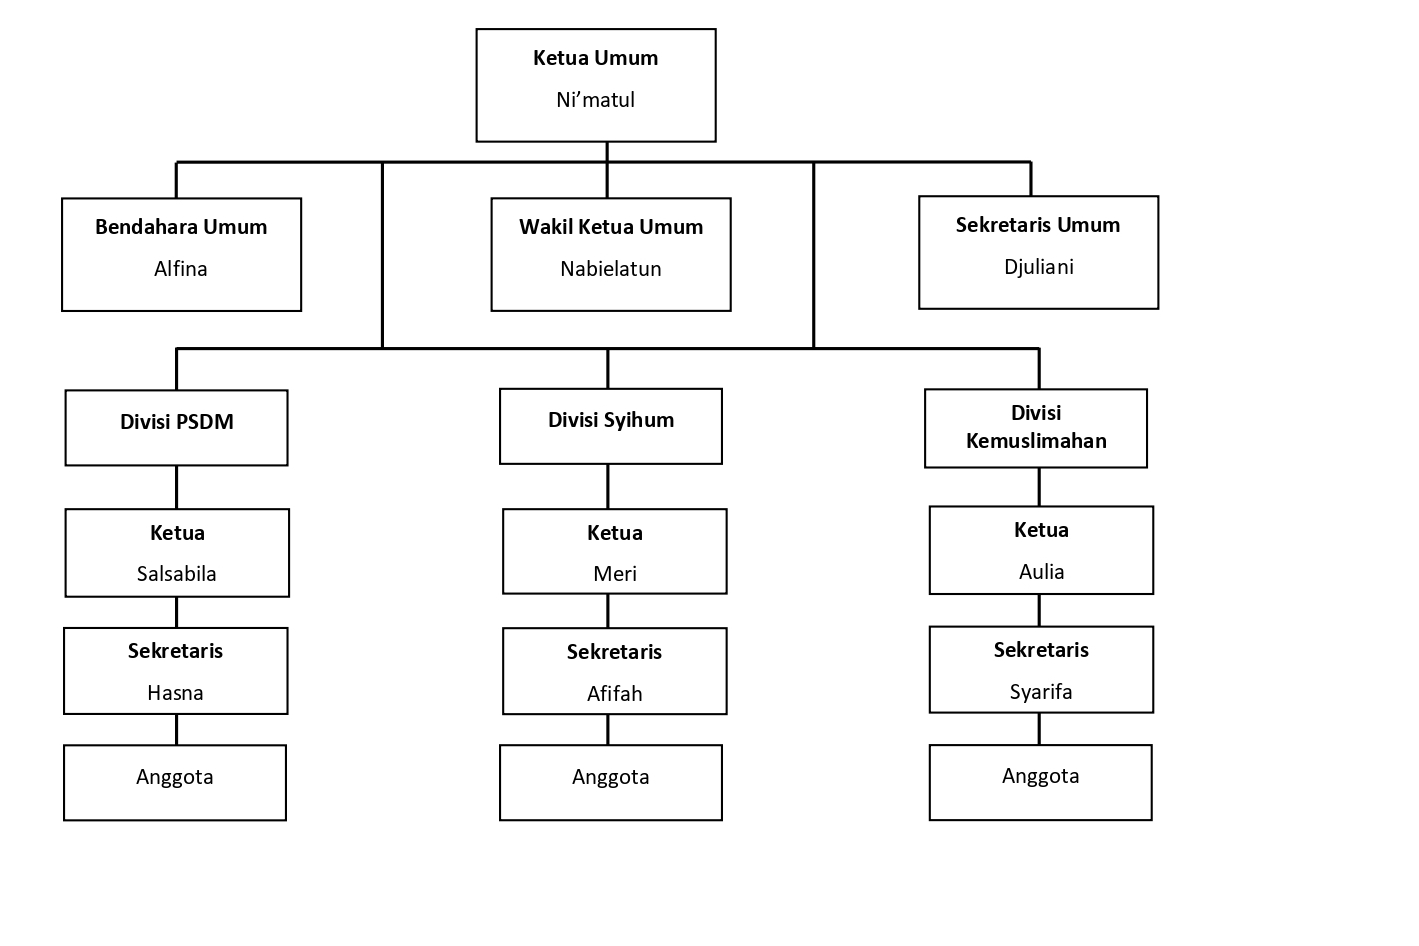 Ketua Umum
Ni’matul
Bendahara Umum
Alfina
Wakil Ketua Umum
Nabielatun
Sekretaris Umum
Djuliani
Divisi PSDM
Divisi Syihum
Divisi
Kemuslimahan
Ketua
Salsabila
Ketua
Meri
Ketua
Aulia
Sekretaris
Hasna
Sekretaris
Afifah
Sekretaris
Syarifa
Anggota
Anggota
Anggota